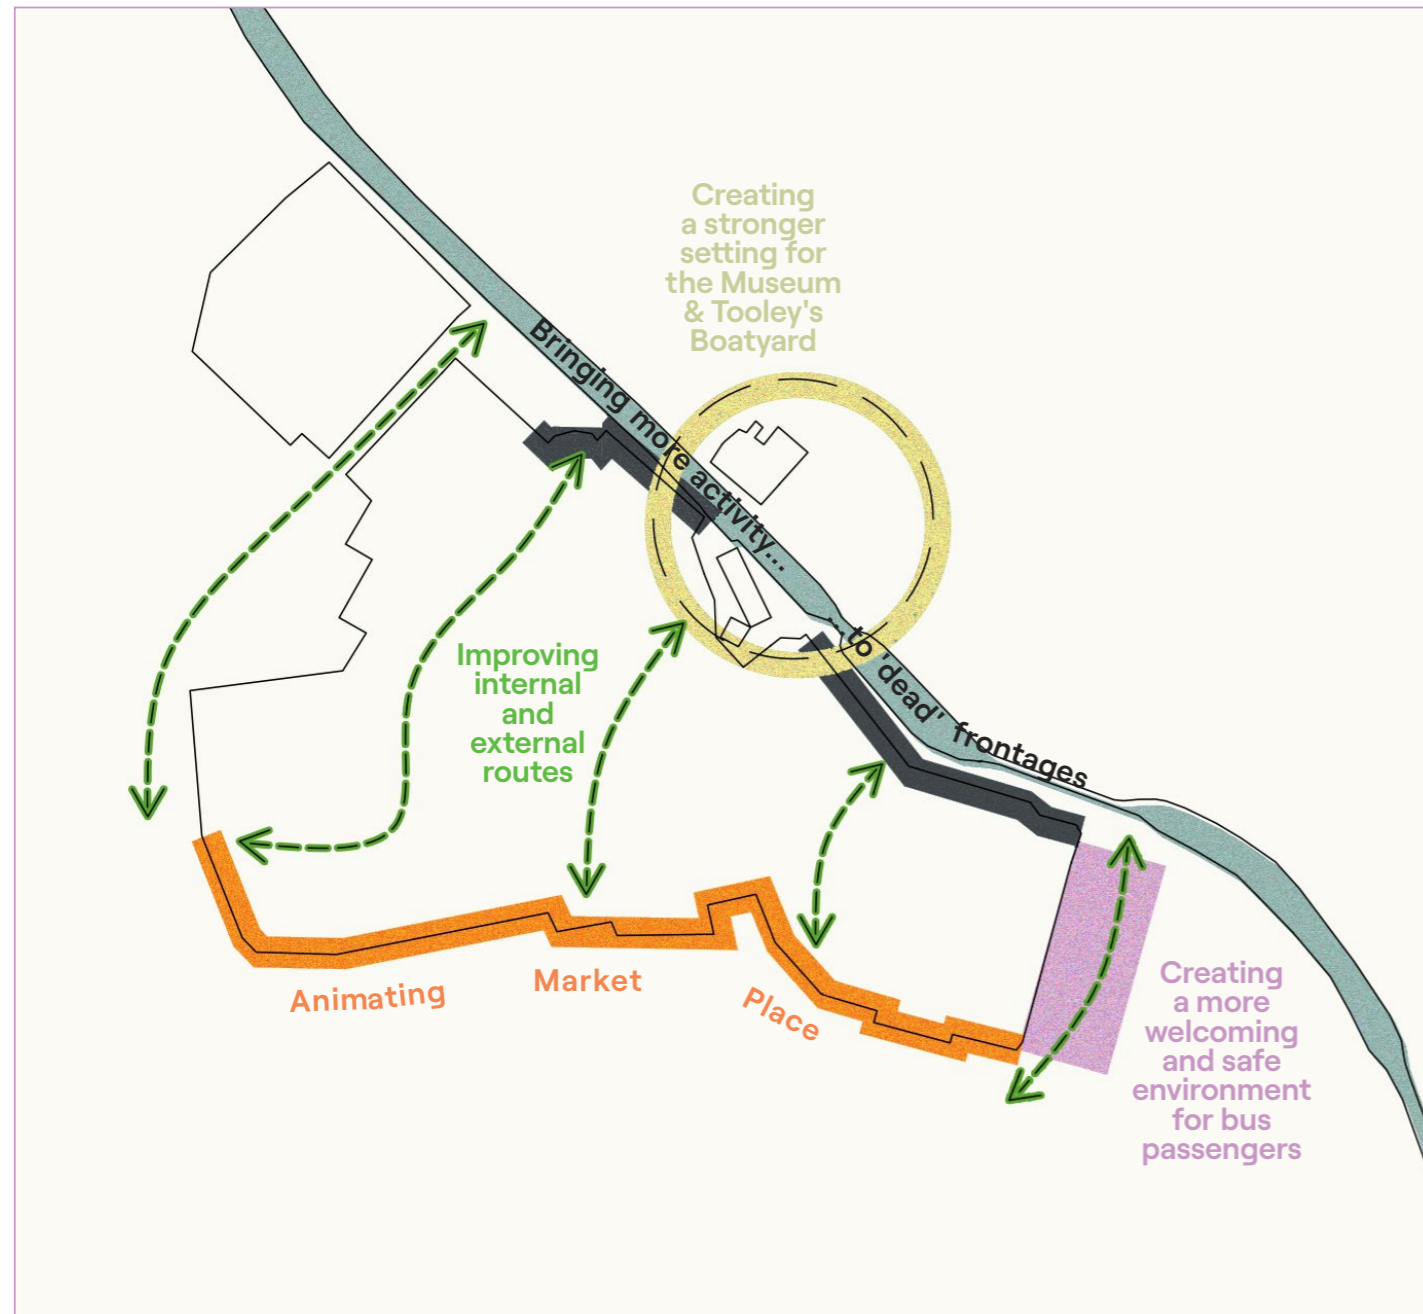 Creating
a stronger
setting for
the Museum
& Tooley's
Boatyard
Bringing more activity...
...to 'dead' frontages
Improving
internal
and
external
routes
Animating Market Place
Creating
a more
welcoming
and safe
environment
for bus
passengers